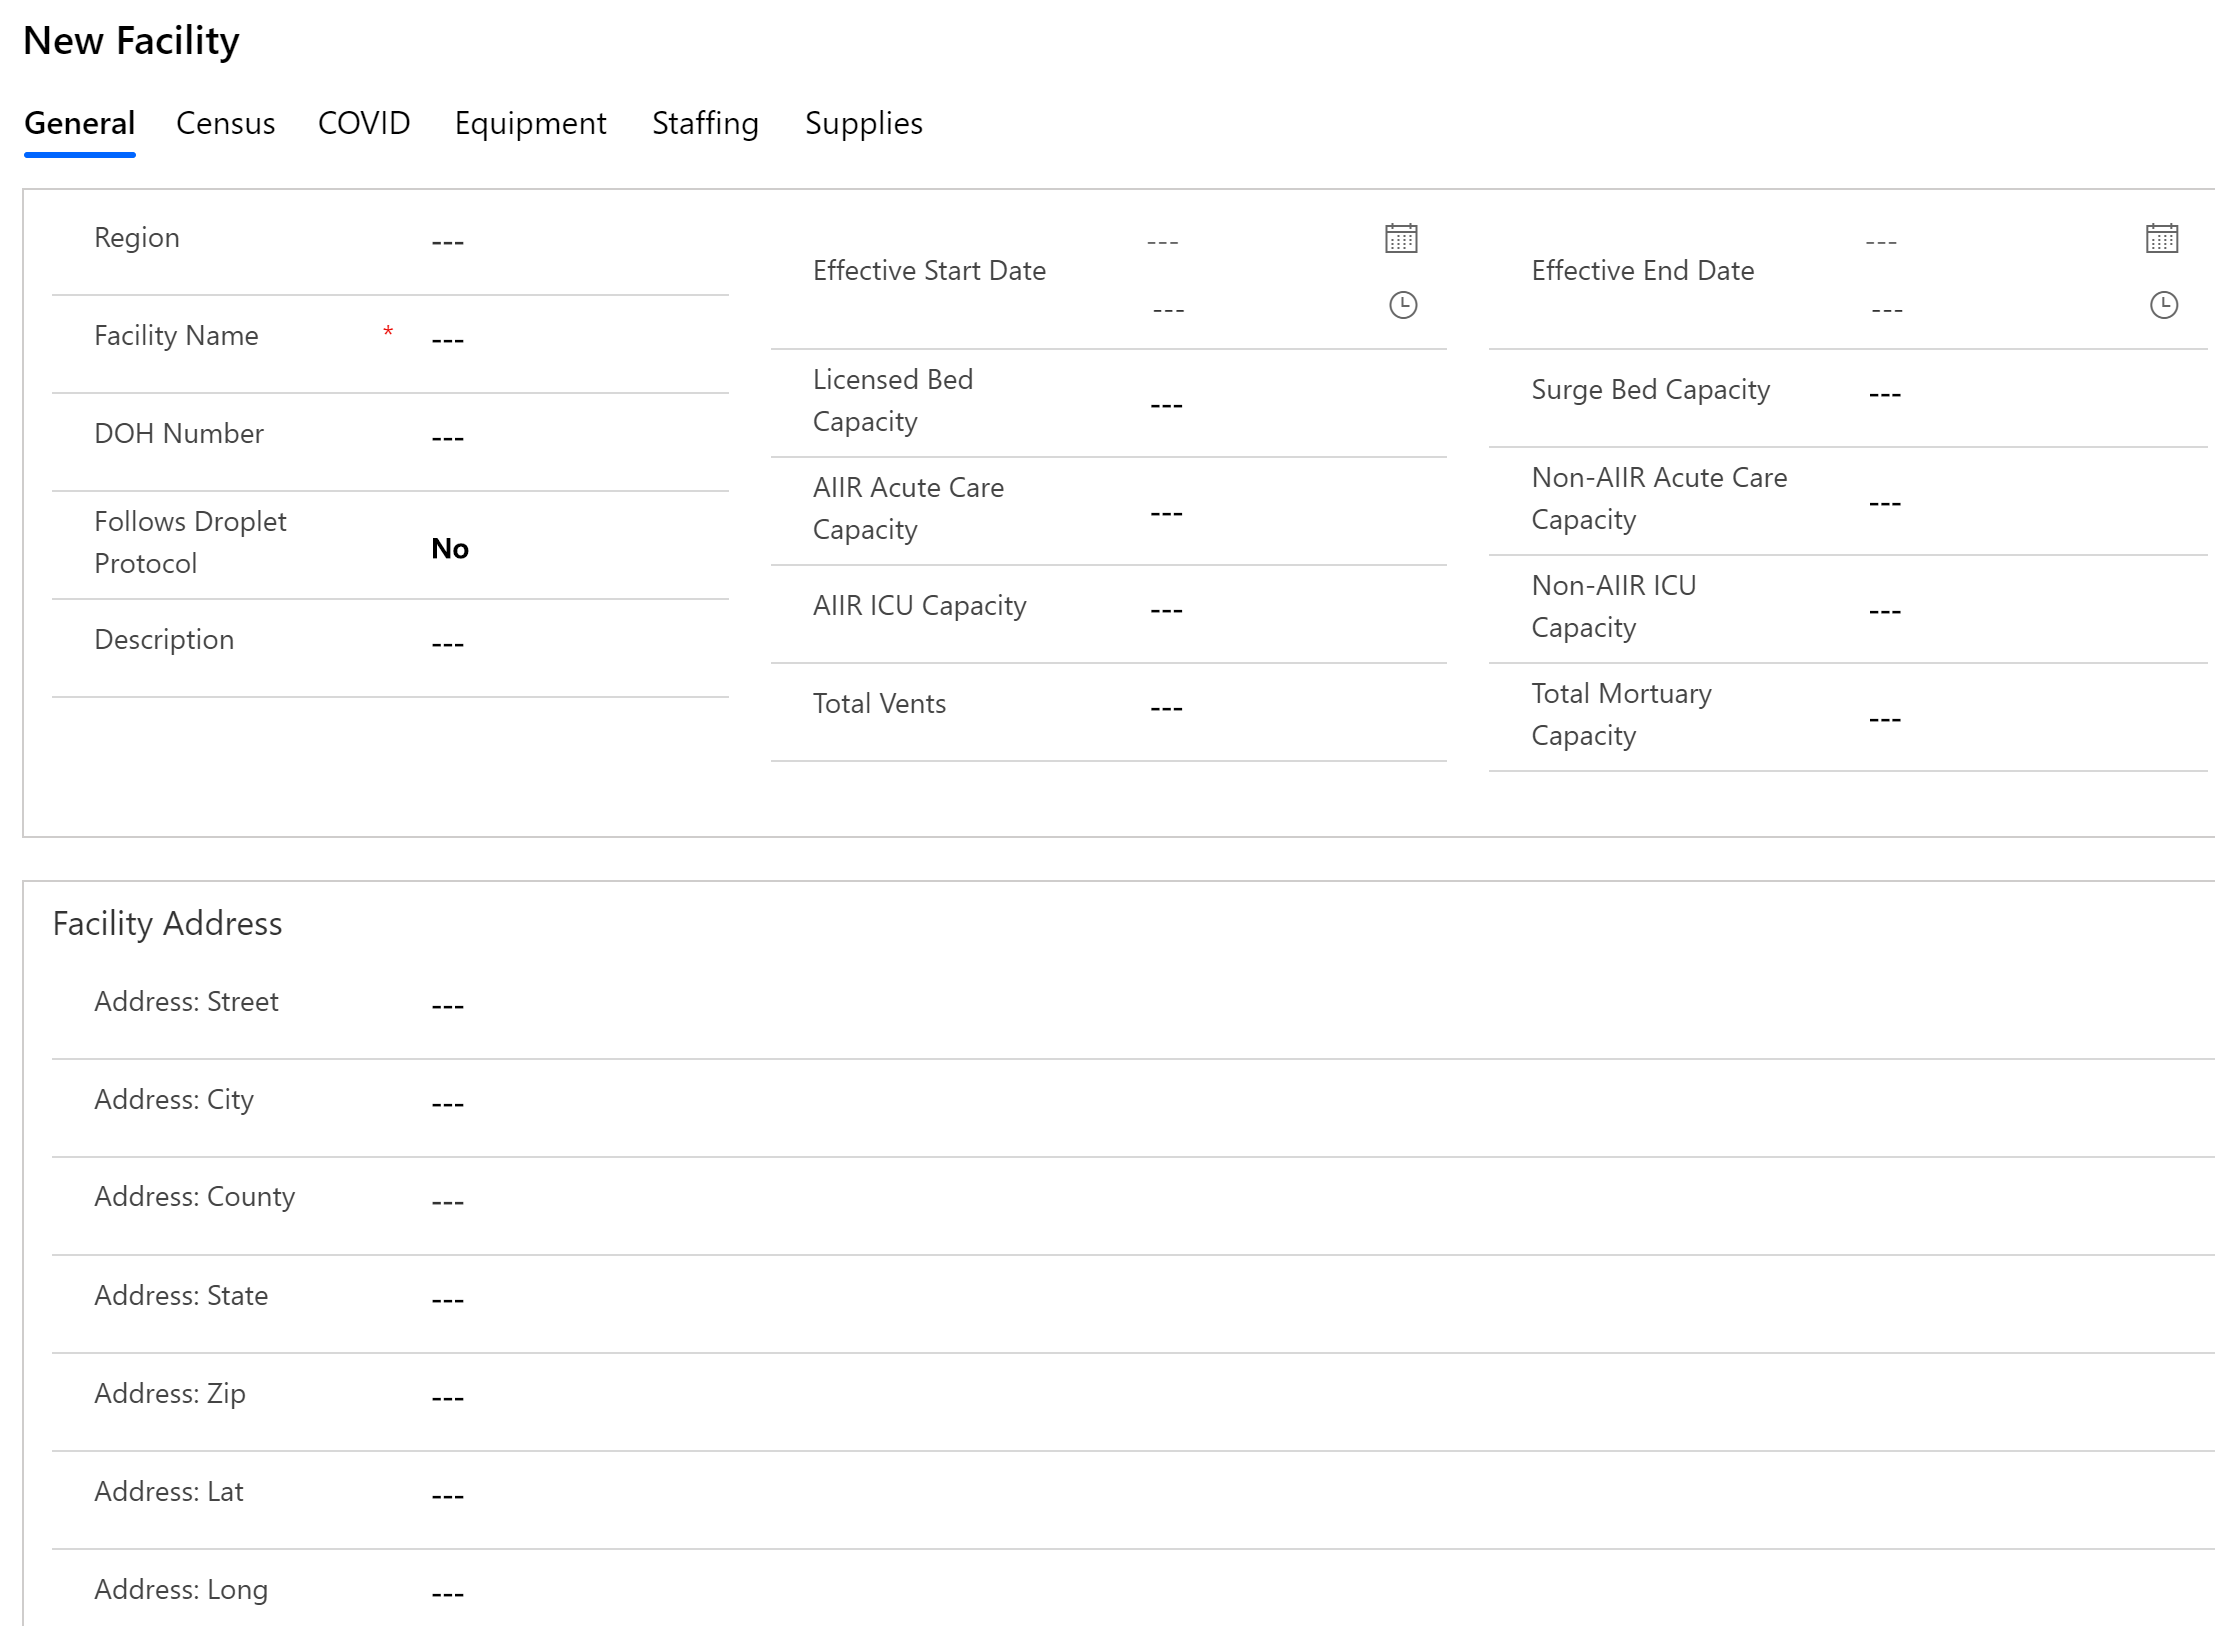 New Facility
General Census COVID Equipment Staffing Supplies
Region ---
Facility Name * ---
DOH Number ---
Follows Droplet
Protocol
No
Description ---
---
Effective Start Date
---
Licensed Bed
Capacity
---
AIIR Acute Care
Capacity
---
AIIR ICU Capacity ---
Total Vents ---
---
Effective End Date
---
Surge Bed Capacity ---
Non-AIIR Acute Care
Capacity
---
Non-AIIR ICU
Capacity
---
Total Mortuary
Capacity
---
Facility Address
Address: Street ---
Address: City ---
Address: County ---
Address: State ---
Address: Zip ---
Address: Lat ---
Address: Long ---